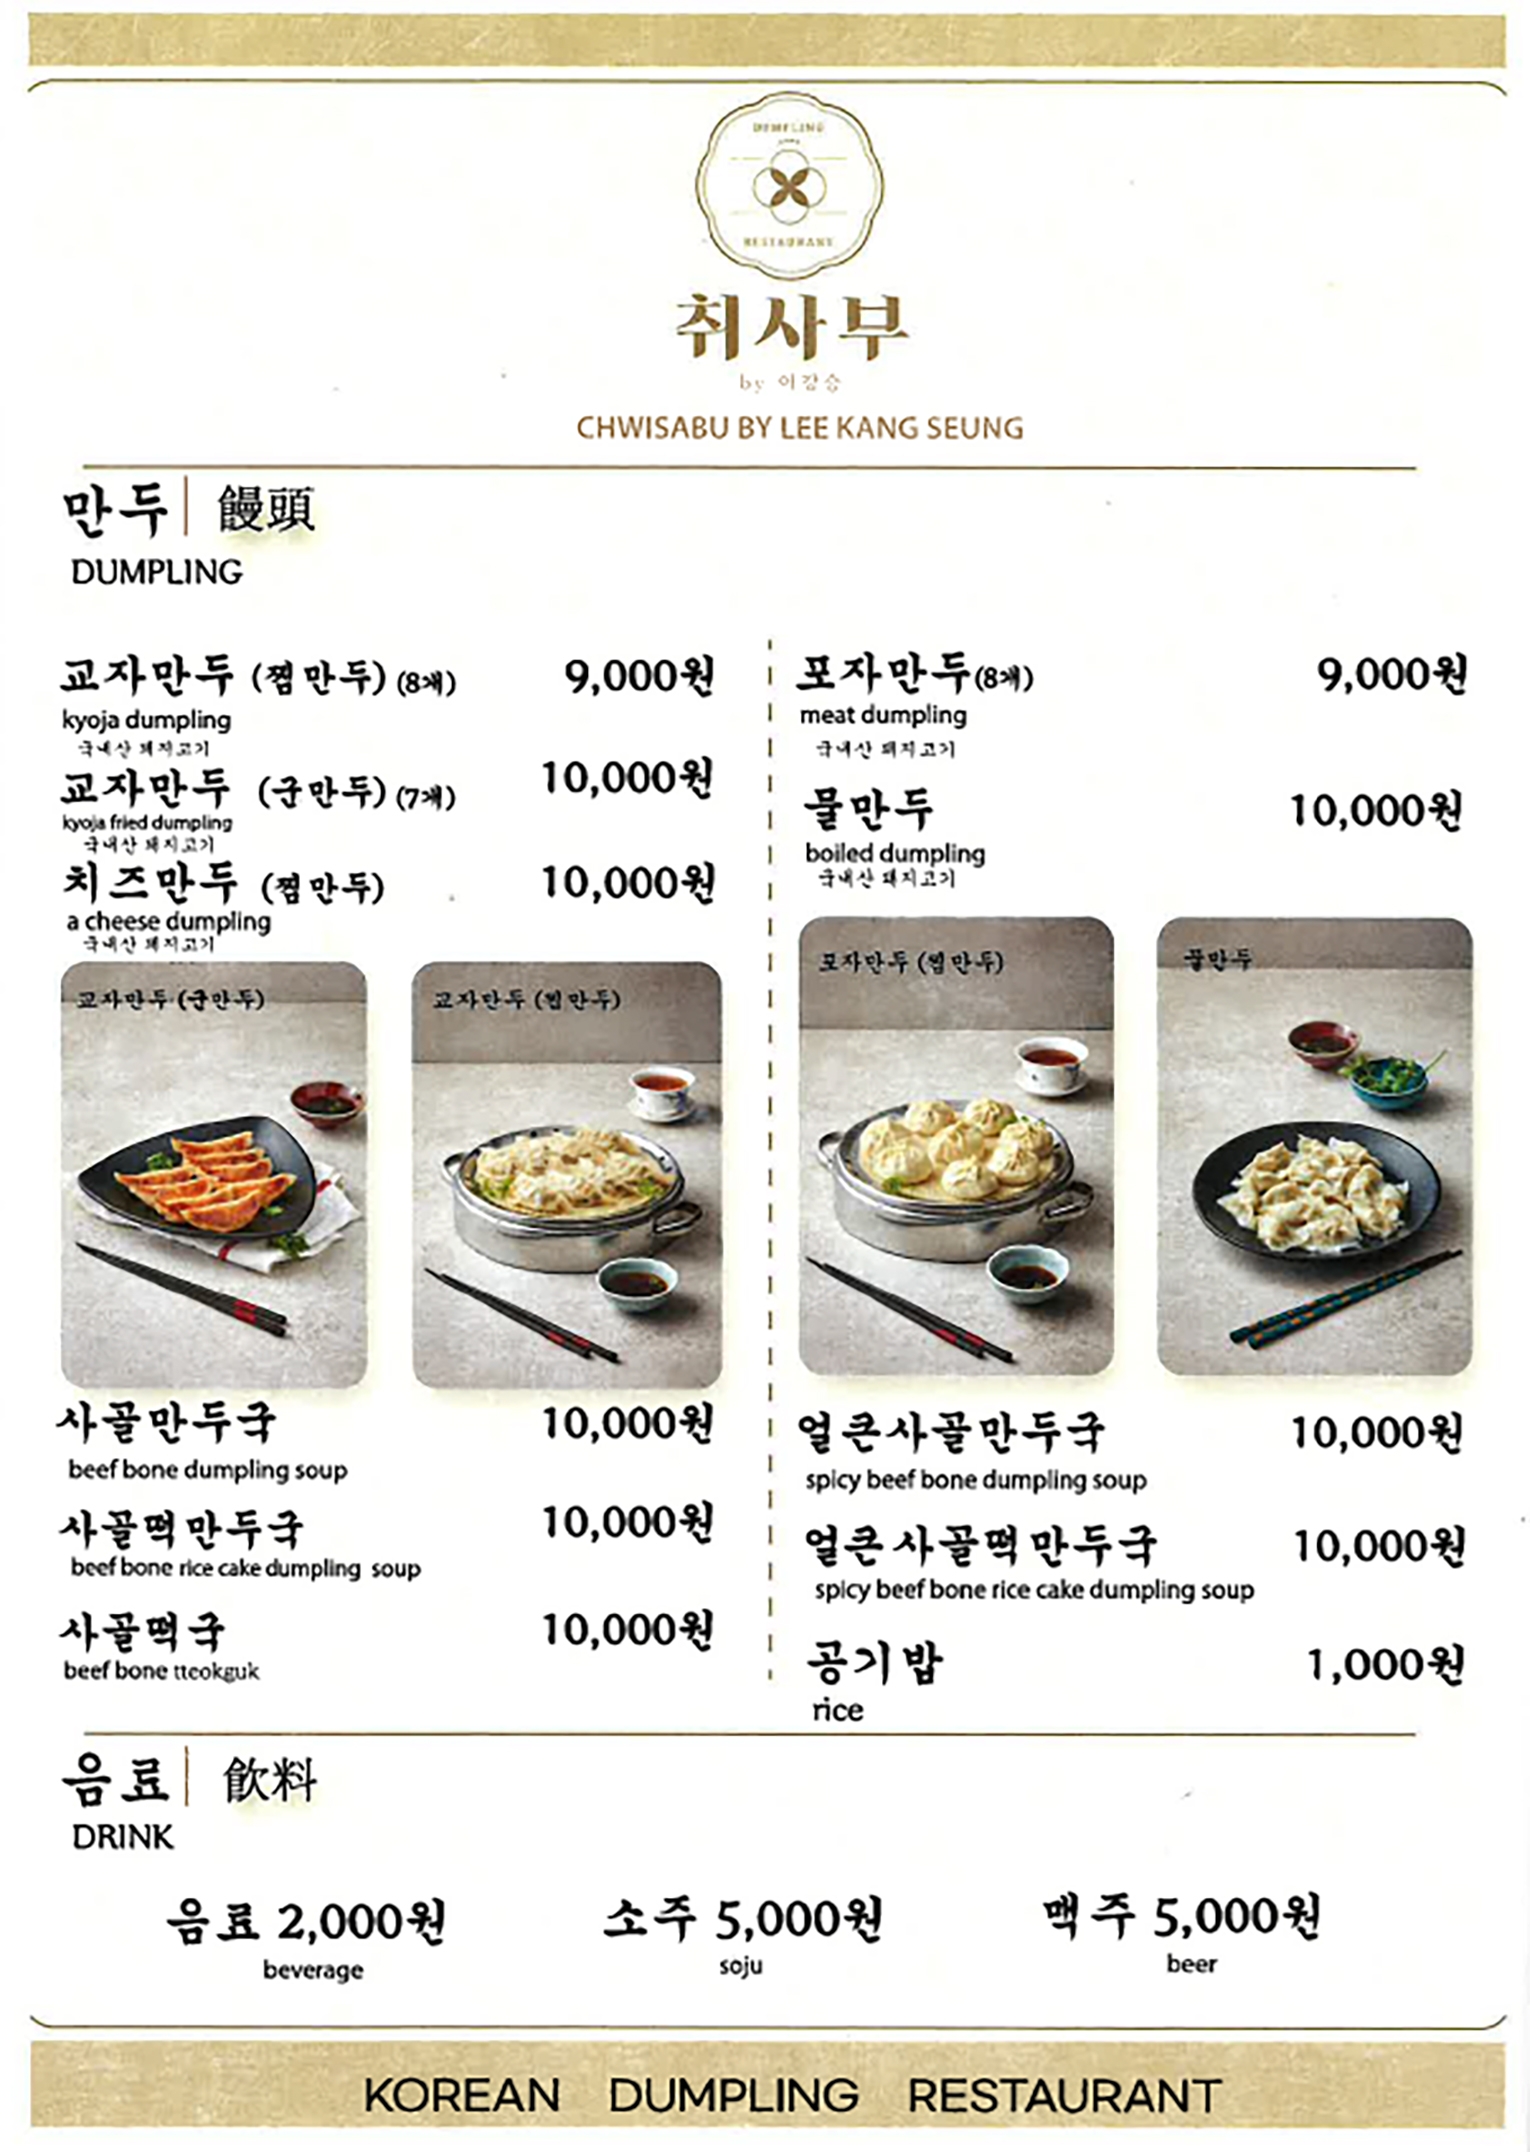 DUMPLING
RESTAURANT
취사부
by 이강승
CHWISABU BY LEE KANG SEUNG
만두 | 饅頭
DUMPLING
교자만두 (찜만두) (8개) 9,000원
kyoja dumpling
국내산 돼지고기
교자만두 (군만두) (7개) 10,000원
kyoja fried dumpling
국내산 돼지고기
치즈만두 (찜만두) 10,000원
a cheese dumpling
국내산 돼지고기
교자만두 (군만두)
교자만두 (찜만두)
사골만두국 10,000원
beef bone dumpling soup
사골떡만두국 10,000원
beef bone rice cake dumpling soup
사골떡국 10,000원
beef bone tteokguk
포자만두(8개) 9,000원
meat dumpling
국내산 돼지고기
물만두 10,000원
boiled dumpling
국내산 돼지고기
포자만두 (찜만두)
물만두
얼큰사골만두국 10,000원
spicy beef bone dumpling soup
얼큰사골떡만두국 10,000원
spicy beef bone rice cake dumpling soup
공기밥 1,000원
rice
음료 | 飮料
DRINK
음료 2,000원
beverage
소주 5,000원
soju
맥주 5,000원
beer
KOREAN DUMPLING RESTAURANT